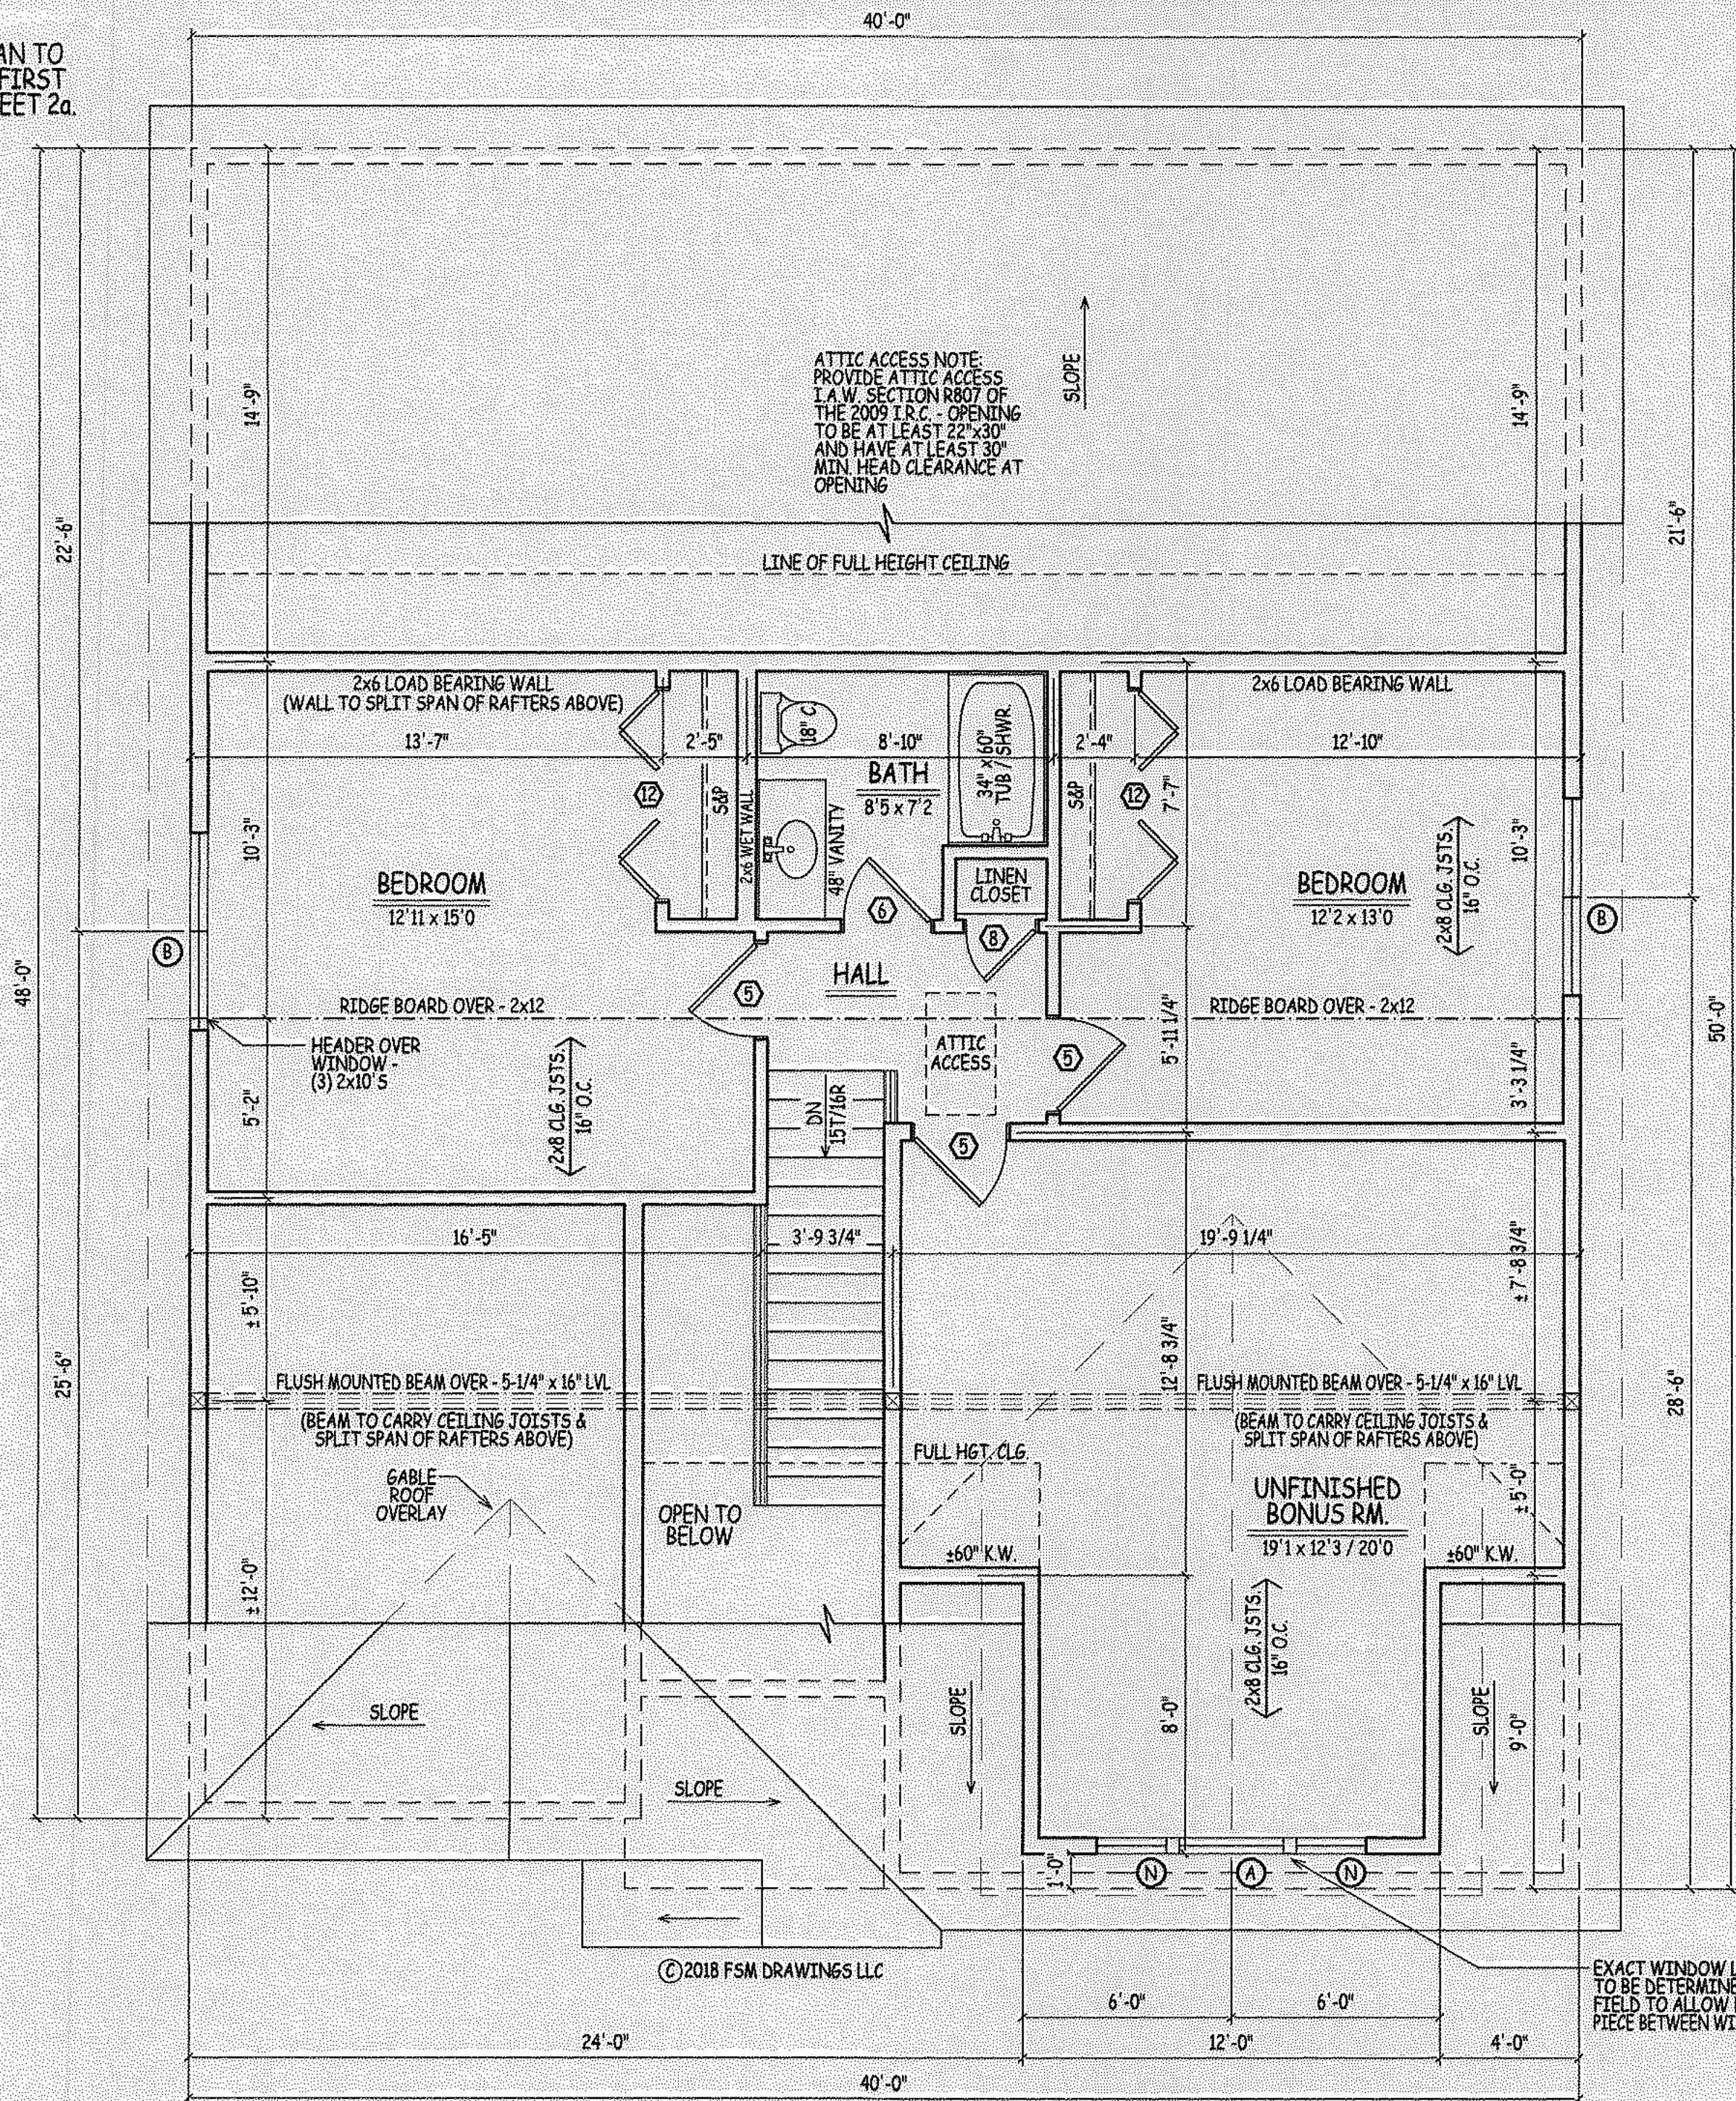 40'-0"
AN TO
FIRST
EET 2a.
ATTIC ACCESS NOTE:
PROVIDE ATTIC ACCESS
I.A.W. SECTION R807 OF
THE 2009 I.R.C. - OPENING
TO BE AT LEAST 22"x30"
AND HAVE AT LEAST 30"
MIN. HEAD CLEARANCE AT
OPENING
SLOPE
14'-9"
14'-9"
22'-6"
21'-6"
LINE OF FULL HEIGHT CEILING
2x6 LOAD BEARING WALL
(WALL TO SPLIT SPAN OF RAFTERS ABOVE)
2x6 LOAD BEARING WALL
13'-7"
2'-5"
18" C.
8'-10"
34" x 60"
TUB / SHWR.
2'-4"
12'-10"
BATH
8'5 x 7'2
12
S&P
2x6 WET WALL
48" VANITY
S&P
12
7'-7"
10'-3"
10'-3"
BEDROOM
12'11 x 15'0
LINEN
CLOSET
BEDROOM
12'2 x 13'0
2x8 CLG. JSTS.
16" O.C.
6
8
B
B
48'-0"
50'-0"
HALL
5
RIDGE BOARD OVER - 2x12
RIDGE BOARD OVER - 2x12
HEADER OVER
WINDOW -
(3) 2x10'S
ATTIC
ACCESS
5
5'-11 1/4"
3'-3 1/4"
5'-2"
2x8 CLG. JSTS.
16" O.C.
DN
15T/16R
5
16'-5"
3'-9 3/4"
19'-9 1/4"
± 5'-10"
± 7'-8 3/4"
25'-6"
12'-8 3/4"
28'-6"
FLUSH MOUNTED BEAM OVER - 5-1/4" x 16" LVL
(BEAM TO CARRY CEILING JOISTS &
SPLIT SPAN OF RAFTERS ABOVE)
FLUSH MOUNTED BEAM OVER - 5-1/4" x 16" LVL
(BEAM TO CARRY CEILING JOISTS &
SPLIT SPAN OF RAFTERS ABOVE)
FULL HGT. CLG.
GABLE
ROOF
OVERLAY
OPEN TO
BELOW
UNFINISHED
BONUS RM.
19'1 x 12'3 / 20'0
± 5'-0"
±60" K.W.
±60" K.W.
± 12'-0"
2x8 CLG. JSTS.
16" O.C.
SLOPE
SLOPE
SLOPE
8'-0"
SLOPE
9'-0"
1'-0"
N
A
N
© 2018 FSM DRAWINGS LLC
EXACT WINDOW L
TO BE DETERMINE
FIELD TO ALLOW
PIECE BETWEEN WI
6'-0"
6'-0"
24'-0"
12'-0"
4'-0"
40'-0"